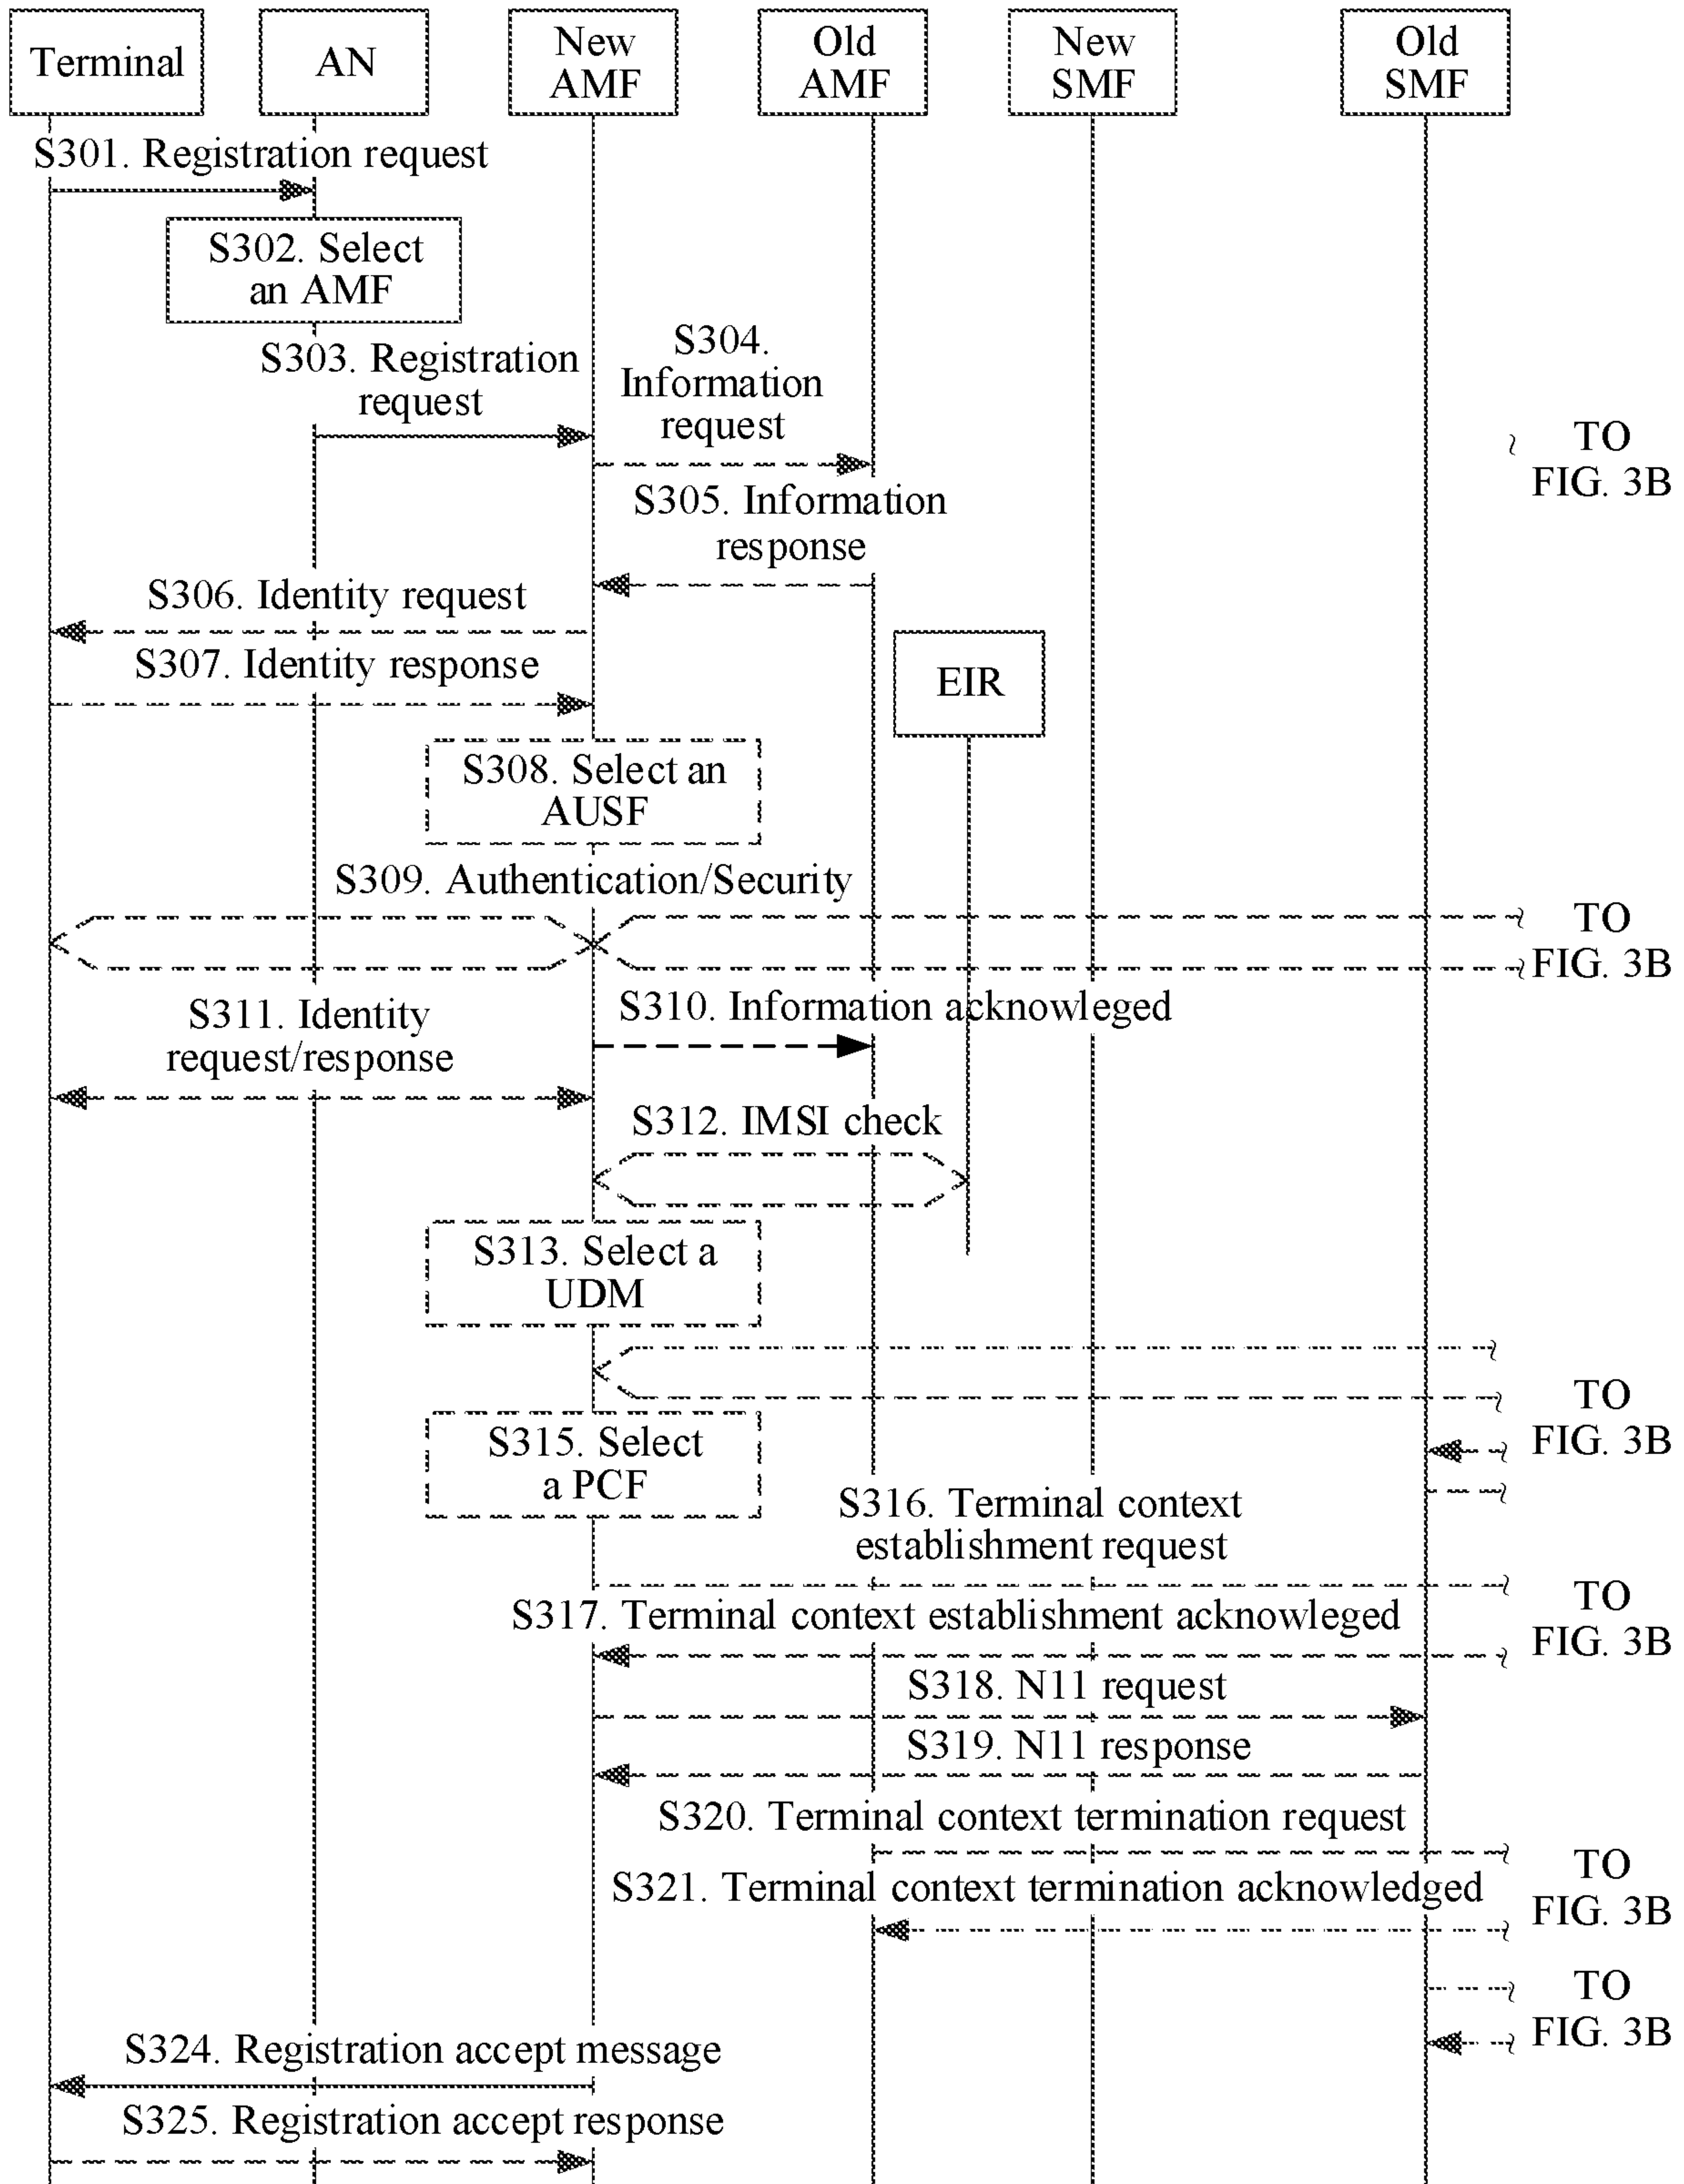 Terminal
AN
New
AMF
Old
AMF
New
SMF
Old
SMF
S301. Registration request
S302. Select
an AMF
S303. Registration
request
S304.
Information
request
TO
FIG. 3B
S305. Information
response
S306. Identity request
S307. Identity response
EIR
S308. Select an
AUSF
S309. Authentication/Security
TO
FIG. 3B
S310. Information acknowleged
S311. Identity
request/response
S312. IMSI check
S313. Select a
UDM
TO
FIG. 3B
S315. Select
a PCF
S316. Terminal context
establishment request
TO
FIG. 3B
S317. Terminal context establishment acknowleged
S318. N11 request
S319. N11 response
S320. Terminal context termination request
TO
FIG. 3B
S321. Terminal context termination acknowledged
TO
FIG. 3B
S324. Registration accept message
S325. Registration accept response